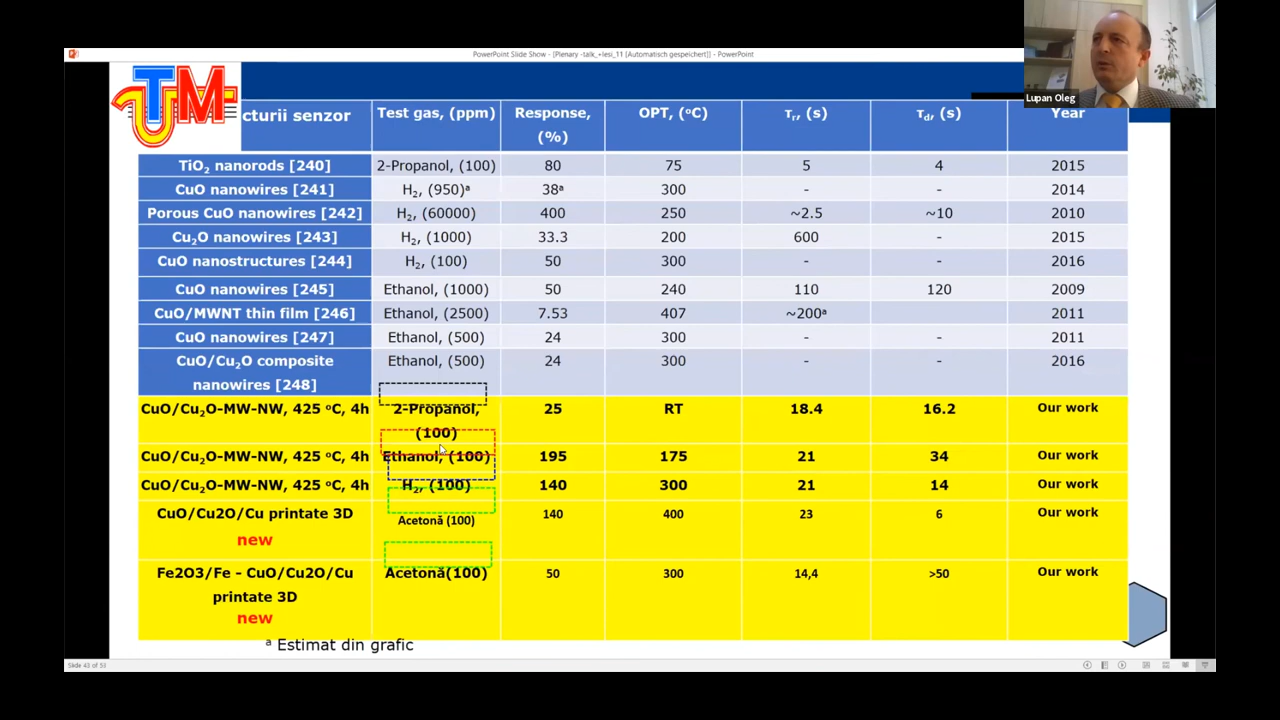 PowerPoint Slide Show - [Plenary -talk_+Iesi_11 [Automatisch gespeichert]] - PowerPoint
Lupan Oleg
UTM
cturii senzor Test gas, (ppm) Response, (%) OPT, (ºC) τr, (s) τd, (s) Year
TiO2 nanorods [240] 2-Propanol, (100) 80 75 5 4 2015
CuO nanowires [241] H2, (950)ª 38ª 300 - - 2014
Porous CuO nanowires [242] H2, (60000) 400 250 ~2.5 ~10 2010
Cu2O nanowires [243] H2, (1000) 33.3 200 600 - 2015
CuO nanostructures [244] H2, (100) 50 300 - - 2016
CuO nanowires [245] Ethanol, (1000) 50 240 110 120 2009
CuO/MWNT thin film [246] Ethanol, (2500) 7.53 407 ~200ª 2011
CuO nanowires [247] Ethanol, (500) 24 300 - - 2011
CuO/Cu2O composite nanowires [248] Ethanol, (500) 24 300 - - 2016
CuO/Cu2O-MW-NW, 425 ºC, 4h 2-Propanol, (100) 25 RT 18.4 16.2 Our work
CuO/Cu2O-MW-NW, 425 ºC, 4h Ethanol, (100) 195 175 21 34 Our work
CuO/Cu2O-MW-NW, 425 ºC, 4h H2, (100) 140 300 21 14 Our work
CuO/Cu2O/Cu printate 3D Acetonă (100) 140 400 23 6 Our work
new
Fe2O3/Fe - CuO/Cu2O/Cu printate 3D Acetonă(100) 50 300 14,4 >50 Our work
new
ª Estimat din grafic
Slide 43 of 53